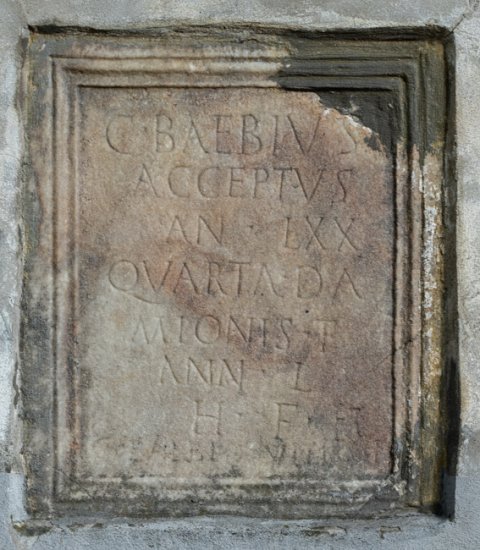 C·BAEBIVS
ACCEPTVS
AN·LXX
QVARTA·DA
MIONIS·T
ANN L
H·F·